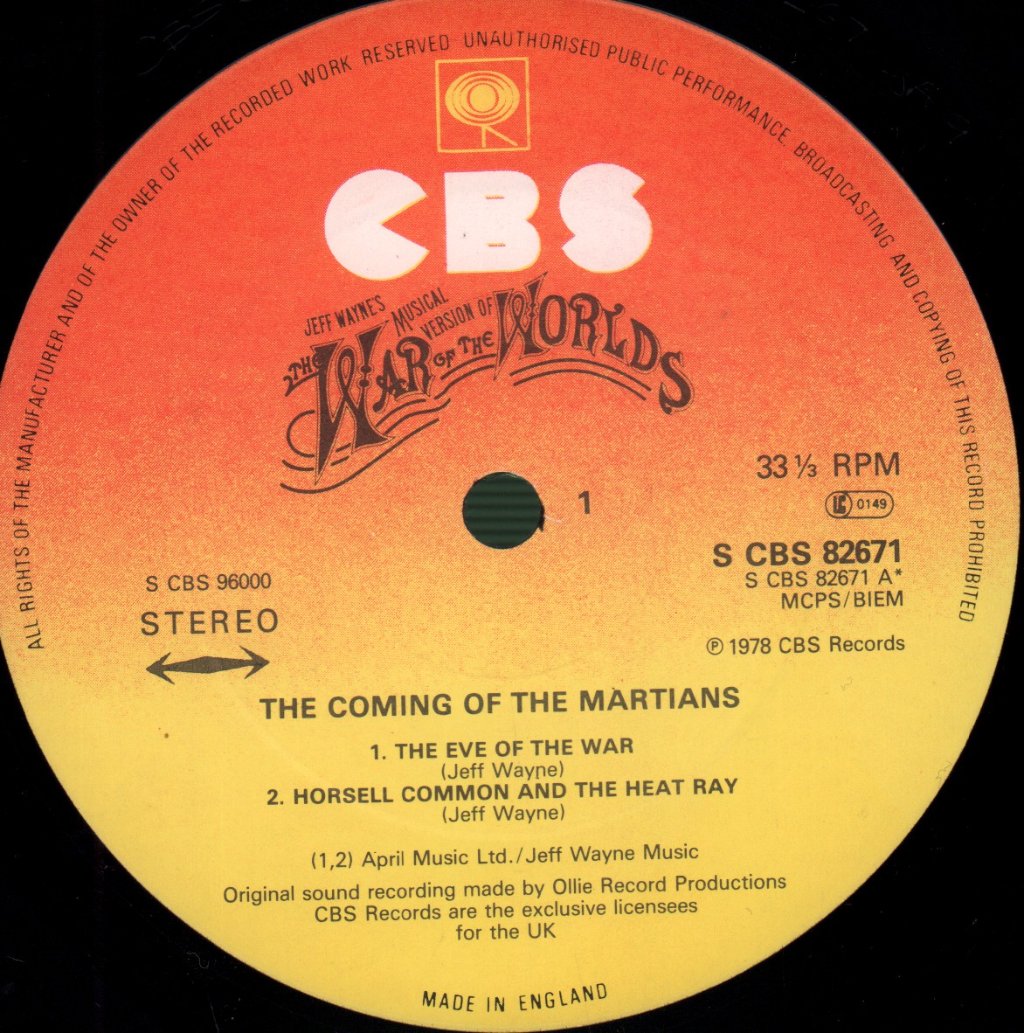 ALL RIGHTS OF THE MANUFACTURER AND OF THE OWNER OF THE RECORDED WORK RESERVED UNAUTHORISED PUBLIC PERFORMANCE. BROADCASTING AND COPYING OF THIS RECORD PROHIBITED
CBS
JEFF WAYNE'S
MUSICAL
VERSION OF
THE WAR OF THE WORLDS
33 ⅓ RPM
1
LC 0149
S CBS 82671
S CBS 82671 A*
MCPS/BIEM
S CBS 96000
STEREO
℗ 1978 CBS Records
THE COMING OF THE MARTIANS
1. THE EVE OF THE WAR
(Jeff Wayne)
2. HORSELL COMMON AND THE HEAT RAY
(Jeff Wayne)
(1,2) April Music Ltd./Jeff Wayne Music
Original sound recording made by Ollie Record Productions
CBS Records are the exclusive licensees
for the UK
MADE IN ENGLAND